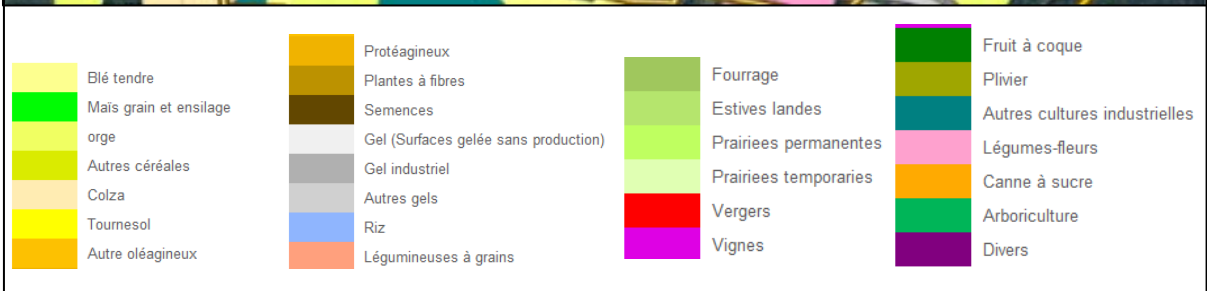 Blé tendre
Maïs grain et ensilage
orge
Autres céréales
Colza
Tournesol
Autre oléagineux
Protéagineux
Plantes à fibres
Semences
Gel (Surfaces gelée sans production)
Gel industriel
Autres gels
Riz
Légumineuses à grains
Fourrage
Estives landes
Prairiees permanentes
Prairiees temporaries
Vergers
Vignes
Fruit à coque
Plivier
Autres cultures industrielles
Légumes-fleurs
Canne à sucre
Arboriculture
Divers